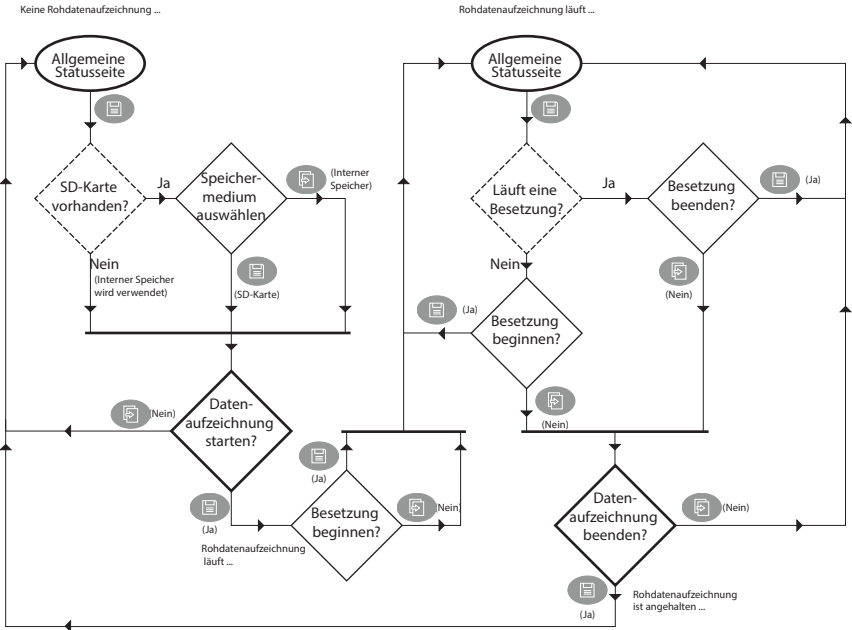 Keine Rohdatenaufzeichnung ...
Allgemeine
Statusseite
SD-Karte
vorhanden?
Ja
Speicher-
medium
auswählen
(Interner
Speicher)
Nein
(Interner Speicher
wird verwendet)
(SD-Karte)
Daten-
aufzeichnung
starten?
(Nein)
(Ja)
Rohdatenaufzeichnung
läuft ...
Besetzung
beginnen?
(Ja)
(Nein)
Rohdatenaufzeichnung läuft ...
Allgemeine
Statusseite
Läuft eine
Besetzung?
Ja
Besetzung
beenden?
(Ja)
(Nein)
Nein
Besetzung
beginnen?
(Ja)
(Nein)
Daten-
aufzeichnung
beenden?
(Nein)
(Ja)
Rohdatenaufzeichnung
ist angehalten ...